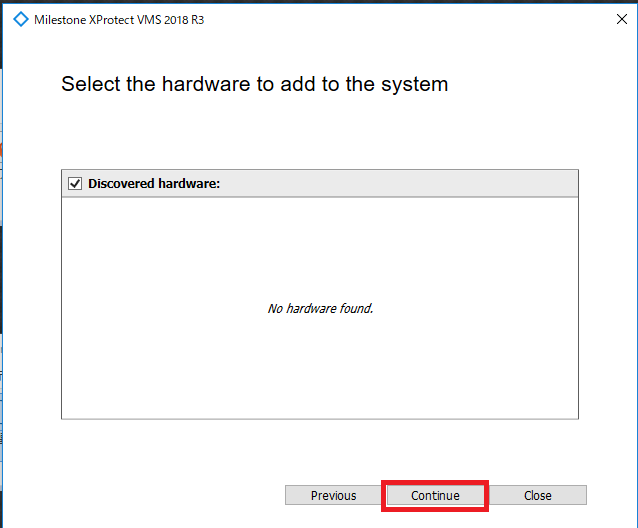 Milestone XProtect VMS 2018 R3
Select the hardware to add to the system
Discovered hardware:
No hardware found.
Previous Continue Close